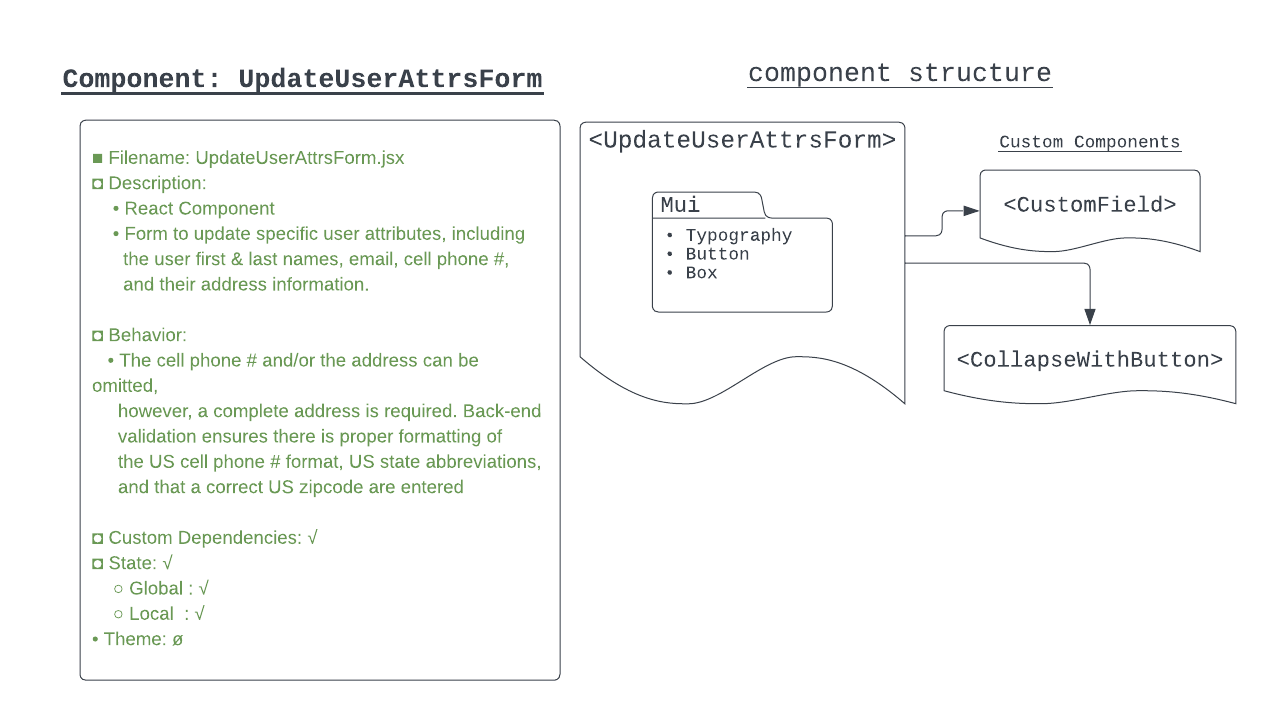 Component: UpdateUserAttrsForm
■ Filename: UpdateUserAttrsForm.jsx
◘ Description:
• React Component
• Form to update specific user attributes, including
the user first & last names, email, cell phone #,
and their address information.
◘ Behavior:
• The cell phone # and/or the address can be
omitted,
however, a complete address is required. Back-end
validation ensures there is proper formatting of
the US cell phone # format, US state abbreviations,
and that a correct US zipcode are entered
◘ Custom Dependencies: √
◘ State: √
○ Global : √
○ Local  : √
• Theme: ø
component structure
<UpdateUserAttrsForm>
Mui
• Typography
• Button
• Box
Custom Components
<CustomField>
<CollapseWithButton>